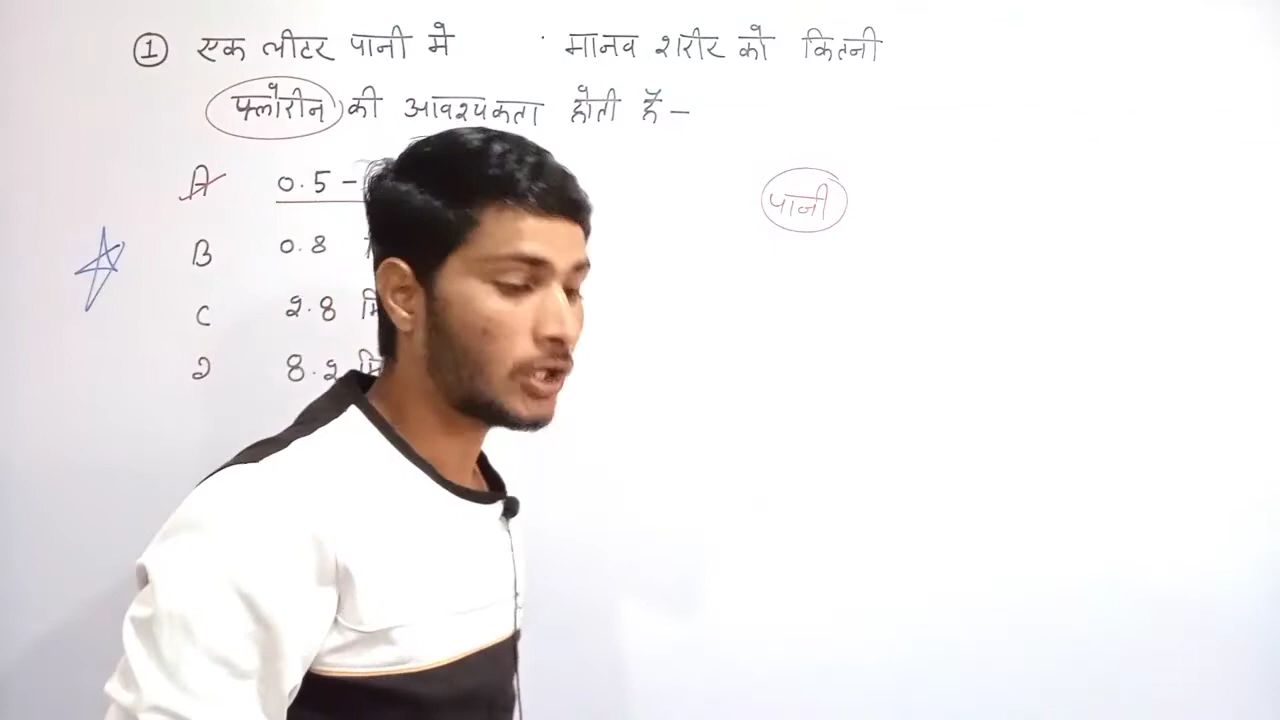 ① एक लीटर पानी मे मानव शरीर को कितनी
फ्लोरीन की आवश्यकता होती है -
A 0.5 -
B 0.8
C 2.8 मि
D 8.2 मि
पानी